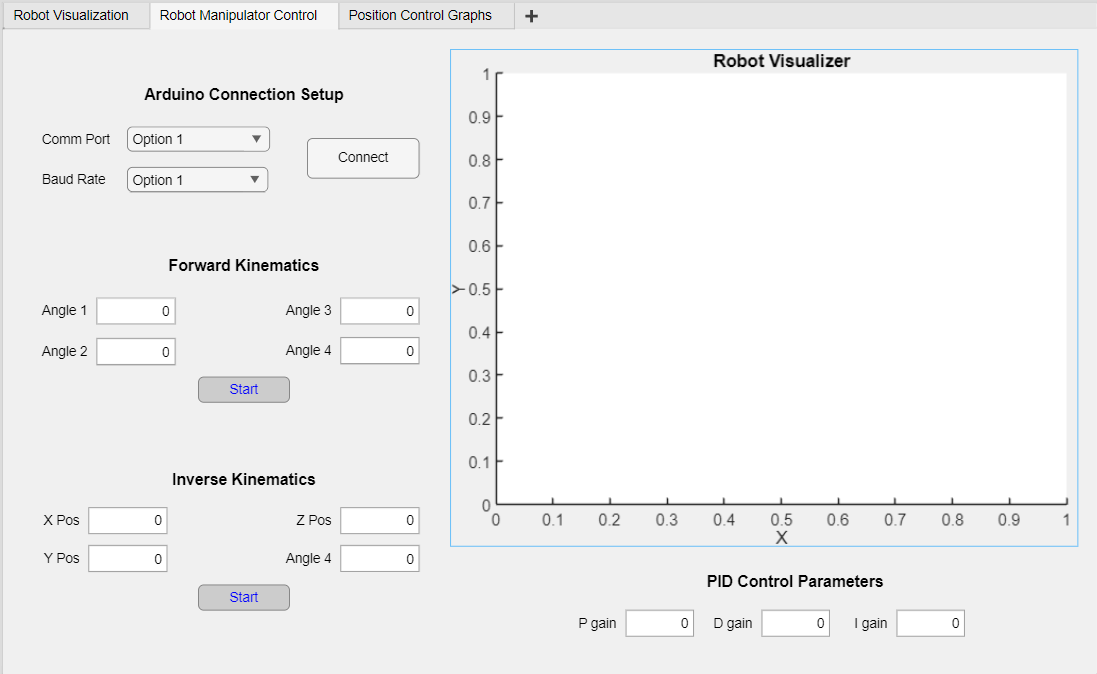 Robot Visualization
Robot Manipulator Control
Position Control Graphs
+
Arduino Connection Setup
Comm Port
Option 1
Baud Rate
Option 1
Connect
Forward Kinematics
Angle 1
0
Angle 3
0
Angle 2
0
Angle 4
0
Start
Inverse Kinematics
X Pos
0
Z Pos
0
Y Pos
0
Angle 4
0
Start
Robot Visualizer
1
0.9
0.8
0.7
0.6
Y
0.5
0.4
0.3
0.2
0.1
0
0 0.1 0.2 0.3 0.4 0.5 0.6 0.7 0.8 0.9 1
X
PID Control Parameters
P gain
0
D gain
0
I gain
0